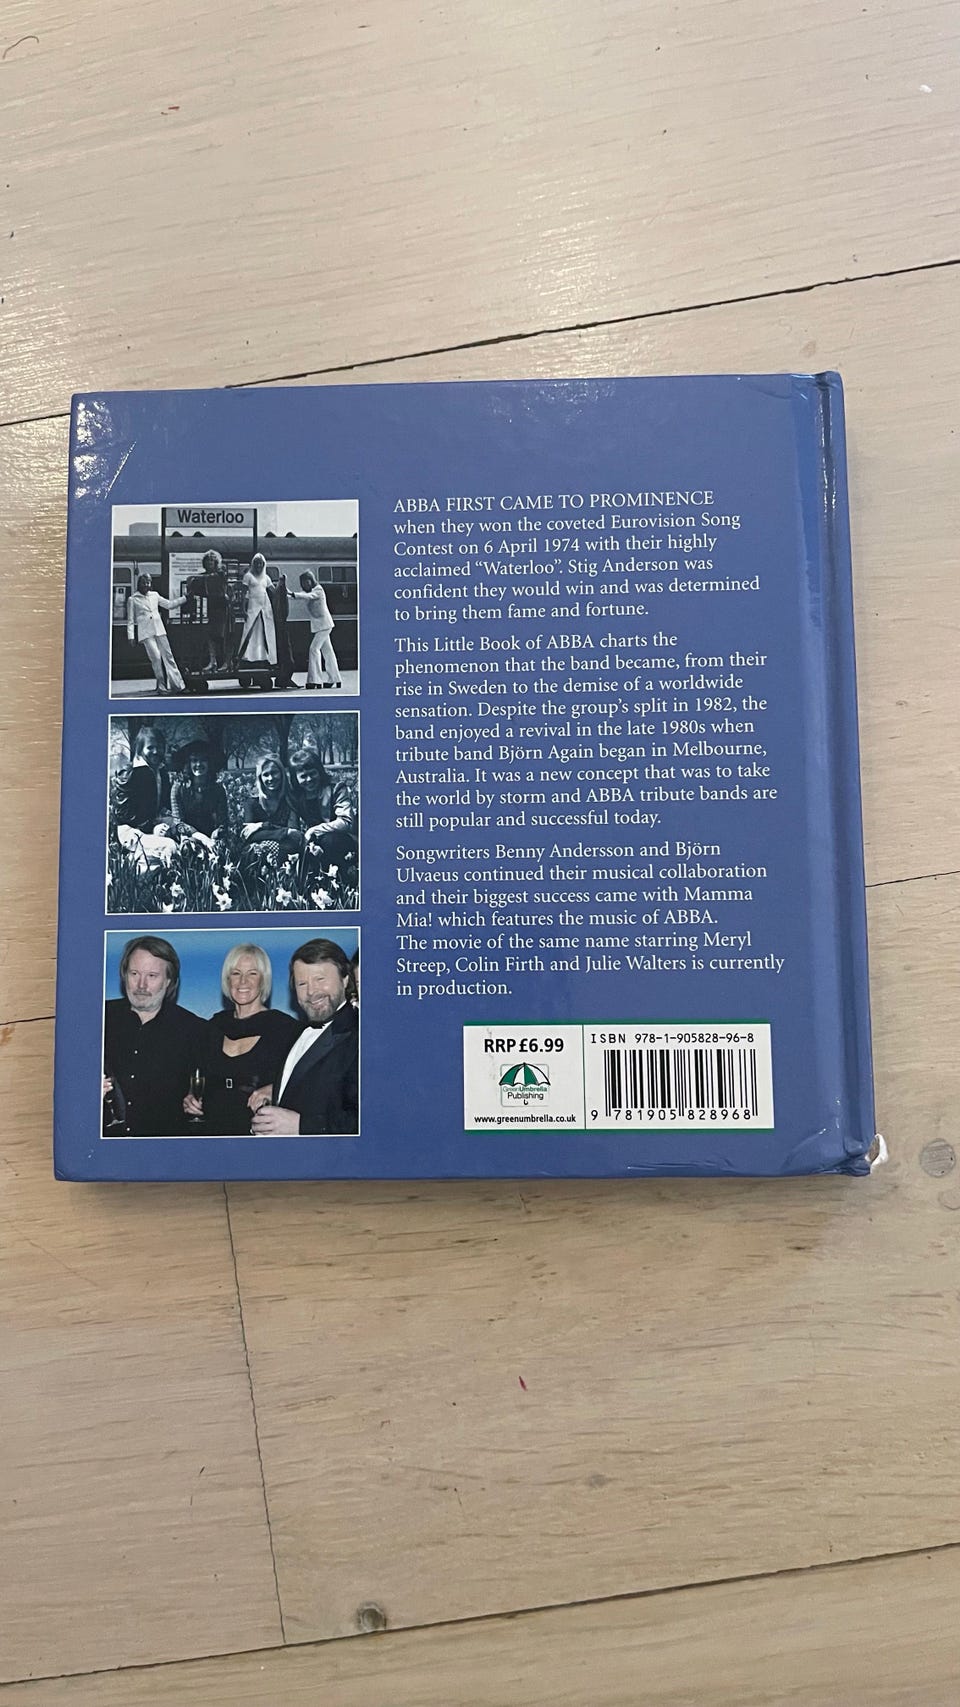 Waterloo
ABBA FIRST CAME TO PROMINENCE
when they won the coveted Eurovision Song
Contest on 6 April 1974 with their highly
acclaimed “Waterloo”. Stig Anderson was
confident they would win and was determined
to bring them fame and fortune.
This Little Book of ABBA charts the
phenomenon that the band became, from their
rise in Sweden to the demise of a worldwide
sensation. Despite the group’s split in 1982, the
band enjoyed a revival in the late 1980s when
tribute band Björn Again began in Melbourne,
Australia. It was a new concept that was to take
the world by storm and ABBA tribute bands are
still popular and successful today.
Songwriters Benny Andersson and Björn
Ulvaeus continued their musical collaboration
and their biggest success came with Mamma
Mia! which features the music of ABBA.
The movie of the same name starring Meryl
Streep, Colin Firth and Julie Walters is currently
in production.
RRP £6.99
GreenUmbrella
Publishing
www.greenumbrella.co.uk
ISBN 978-1-905828-96-8
9 781905 828968